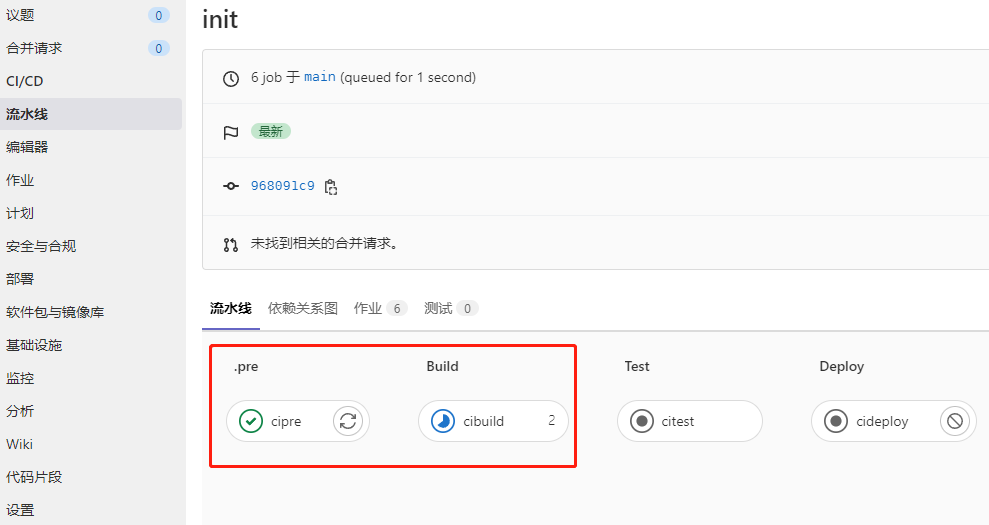 议题 0
合并请求 0
CI/CD
流水线
编辑器
作业
计划
安全与合规
部署
软件包与镜像库
基础设施
监控
分析
Wiki
代码片段
设置
init
6 job 于 main (queued for 1 second)
最新
968091c9
未找到相关的合并请求。
流水线 依赖关系图 作业 6 测试 0
.pre Build Test Deploy
cipre cibuild 2 citest cideploy